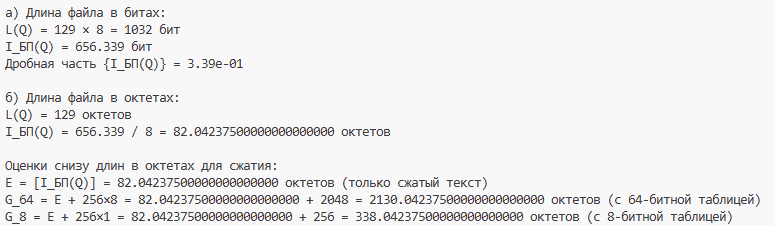 а) Длина файла в битах:
L(Q) = 129 × 8 = 1032 бит
I_БП(Q) = 656.339 бит
Дробная часть {I_БП(Q)} = 3.39e-01
б) Длина файла в октетах:
L(Q) = 129 октетов
I_БП(Q) = 656.339 / 8 = 82.04237500000000000000 октетов
Оценки снизу длин в октетах для сжатия:
E = [I_БП(Q)] = 82.04237500000000000000 октетов (только сжатый текст)
G_64 = E + 256×8 = 82.04237500000000000000 + 2048 = 2130.04237500000000000000 октетов (с 64-битной таблицей)
G_8 = E + 256×1 = 82.04237500000000000000 + 256 = 338.04237500000000000000 октетов (с 8-битной таблицей)